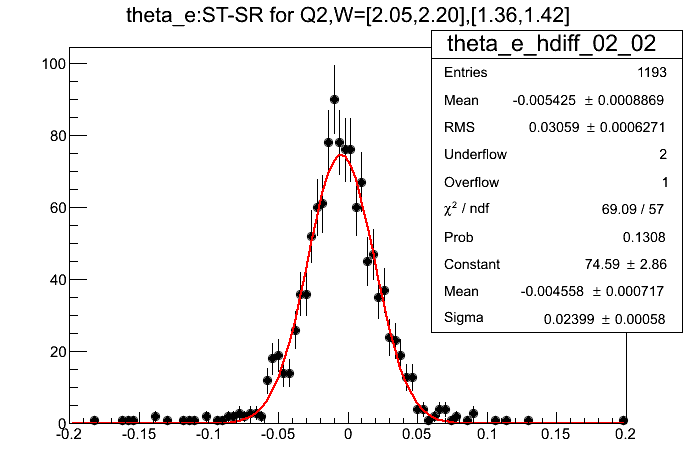 theta_e:ST-SR for Q2,W=[2.05,2.20],[1.36,1.42]
theta_e_hdiff_02_02
Entries 1193
Mean -0.005425 ± 0.0008869
RMS 0.03059 ± 0.0006271
Underflow 2
Overflow 1
χ² / ndf 69.09 / 57
Prob 0.1308
Constant 74.59 ± 2.86
Mean -0.004558 ± 0.000717
Sigma 0.02399 ± 0.00058
100
80
60
40
20
0
-0.2 -0.15 -0.1 -0.05 0 0.05 0.1 0.15 0.2